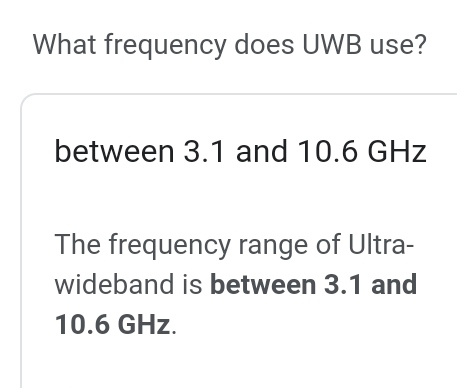 What frequency does UWB use?
between 3.1 and 10.6 GHz
The frequency range of Ultra-
wideband is between 3.1 and
10.6 GHz.